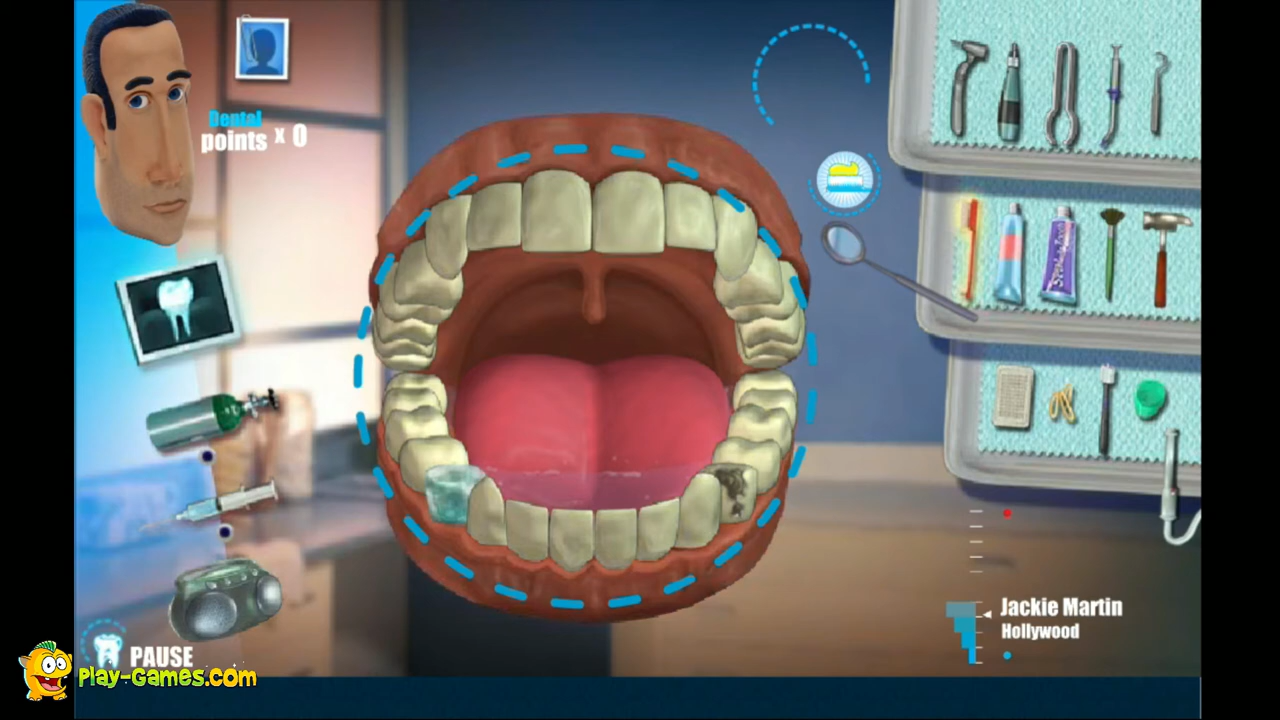 Dental
points x 0
Jackie Martin
Hollywood
PAUSE
Play-Games.com